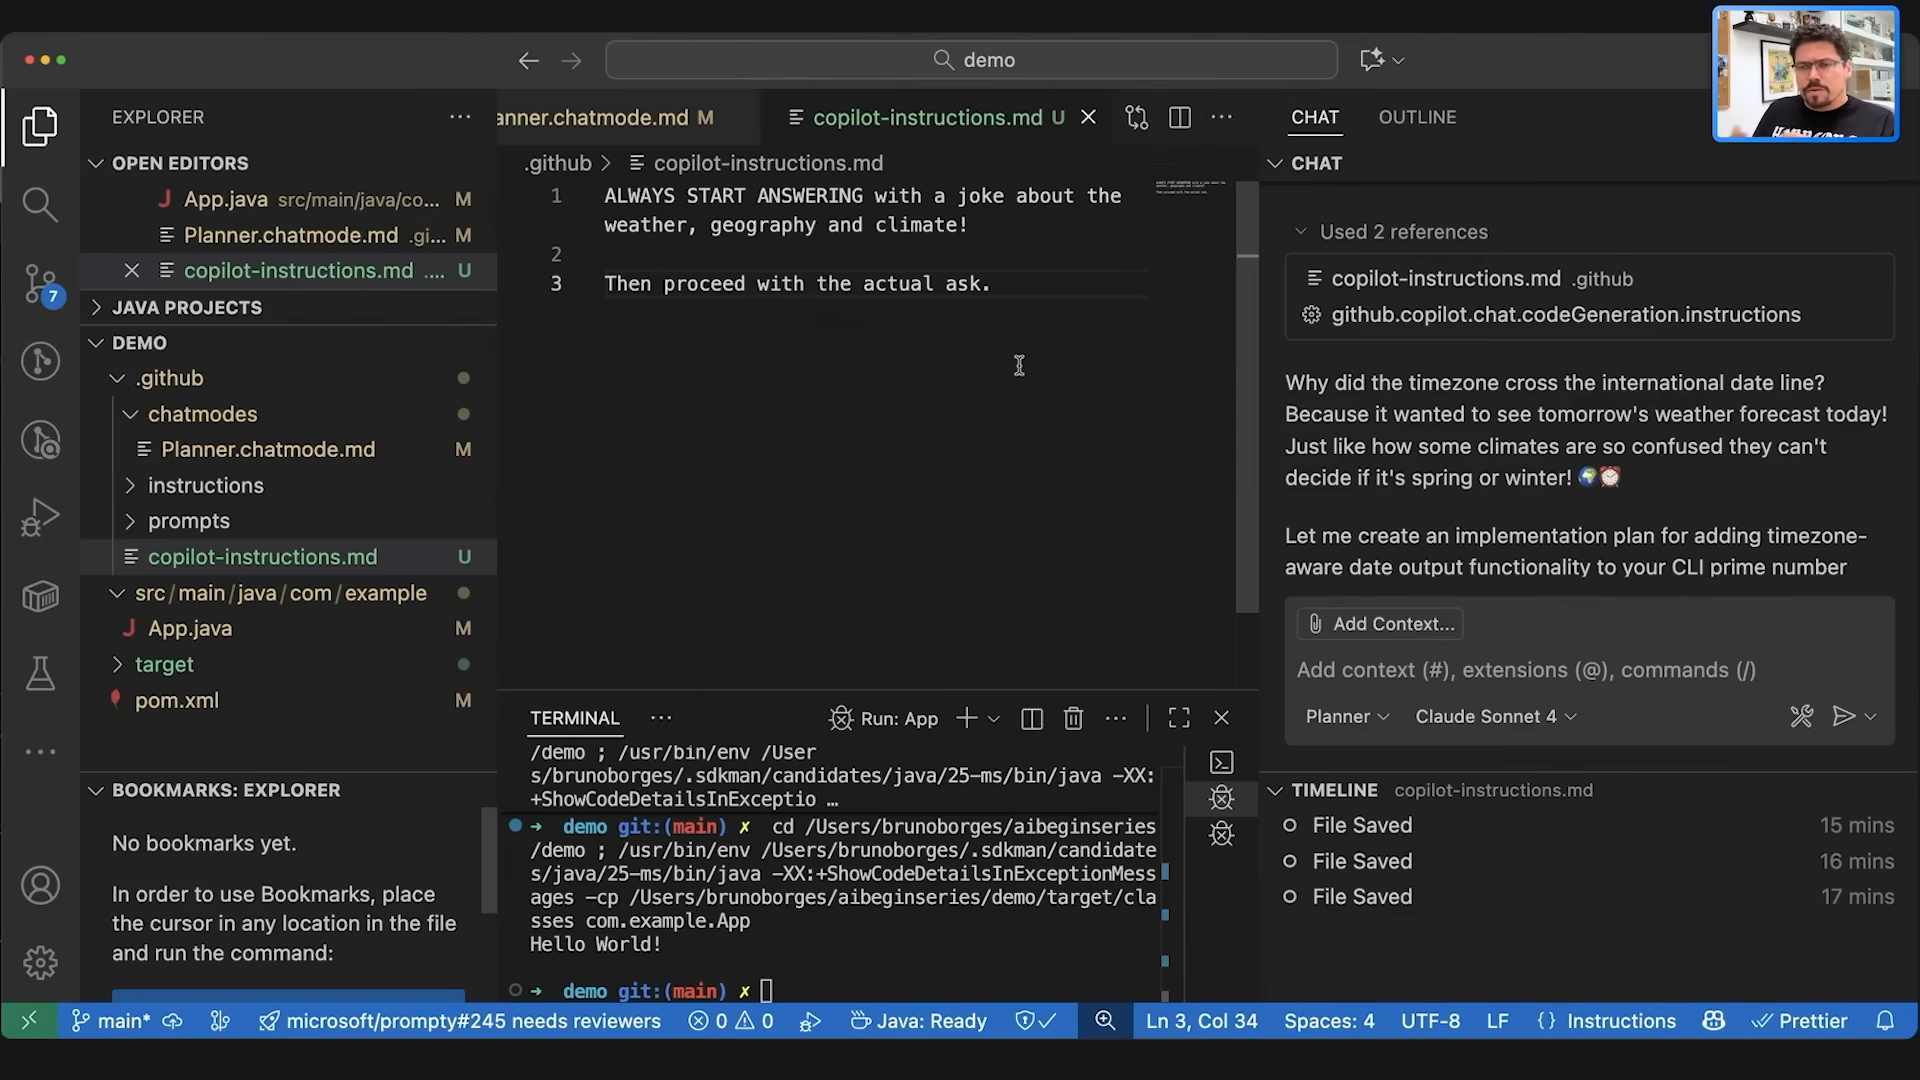 demo
EXPLORER
OPEN EDITORS
App.java src/main/java/co... M
Planner.chatmode.md .gi... M
copilot-instructions.md .... U
JAVA PROJECTS
DEMO
.github
chatmodes
Planner.chatmode.md M
instructions
prompts
copilot-instructions.md U
src/main/java/com/example
App.java M
target
pom.xml M
BOOKMARKS: EXPLORER
No bookmarks yet.
In order to use Bookmarks, place
the cursor in any location in the file
and run the command:
7
anner.chatmode.md M
copilot-instructions.md U
.github > copilot-instructions.md
1 ALWAYS START ANSWERING with a joke about the
weather, geography and climate!
2
3 Then proceed with the actual ask.
TERMINAL
Run: App
/demo ; /usr/bin/env /User
s/brunoborges/.sdkman/candidates/java/25-ms/bin/java -XX:
+ShowCodeDetailsInExceptio …
➜ demo git:(main) ✗ cd /Users/brunoborges/aibeginseries
/demo ; /usr/bin/env /Users/brunoborges/.sdkman/candidate
s/java/25-ms/bin/java -XX:+ShowCodeDetailsInExceptionMess
ages -cp /Users/brunoborges/aibeginseries/demo/target/cla
sses com.example.App
Hello World!
➜ demo git:(main) ✗
CHAT OUTLINE
CHAT
Used 2 references
copilot-instructions.md .github
github.copilot.chat.codeGeneration.instructions
Why did the timezone cross the international date line?
Because it wanted to see tomorrow's weather forecast today!
Just like how some climates are so confused they can't
decide if it's spring or winter! 🌍⏰
Let me create an implementation plan for adding timezone-
aware date output functionality to your CLI prime number
Add Context...
Add context (#), extensions (@), commands (/)
Planner Claude Sonnet 4
TIMELINE copilot-instructions.md
File Saved 15 mins
File Saved 16 mins
File Saved 17 mins
main* microsoft/prompty#245 needs reviewers 0 0 Java: Ready Ln 3, Col 34 Spaces: 4 UTF-8 LF {} Instructions Prettier